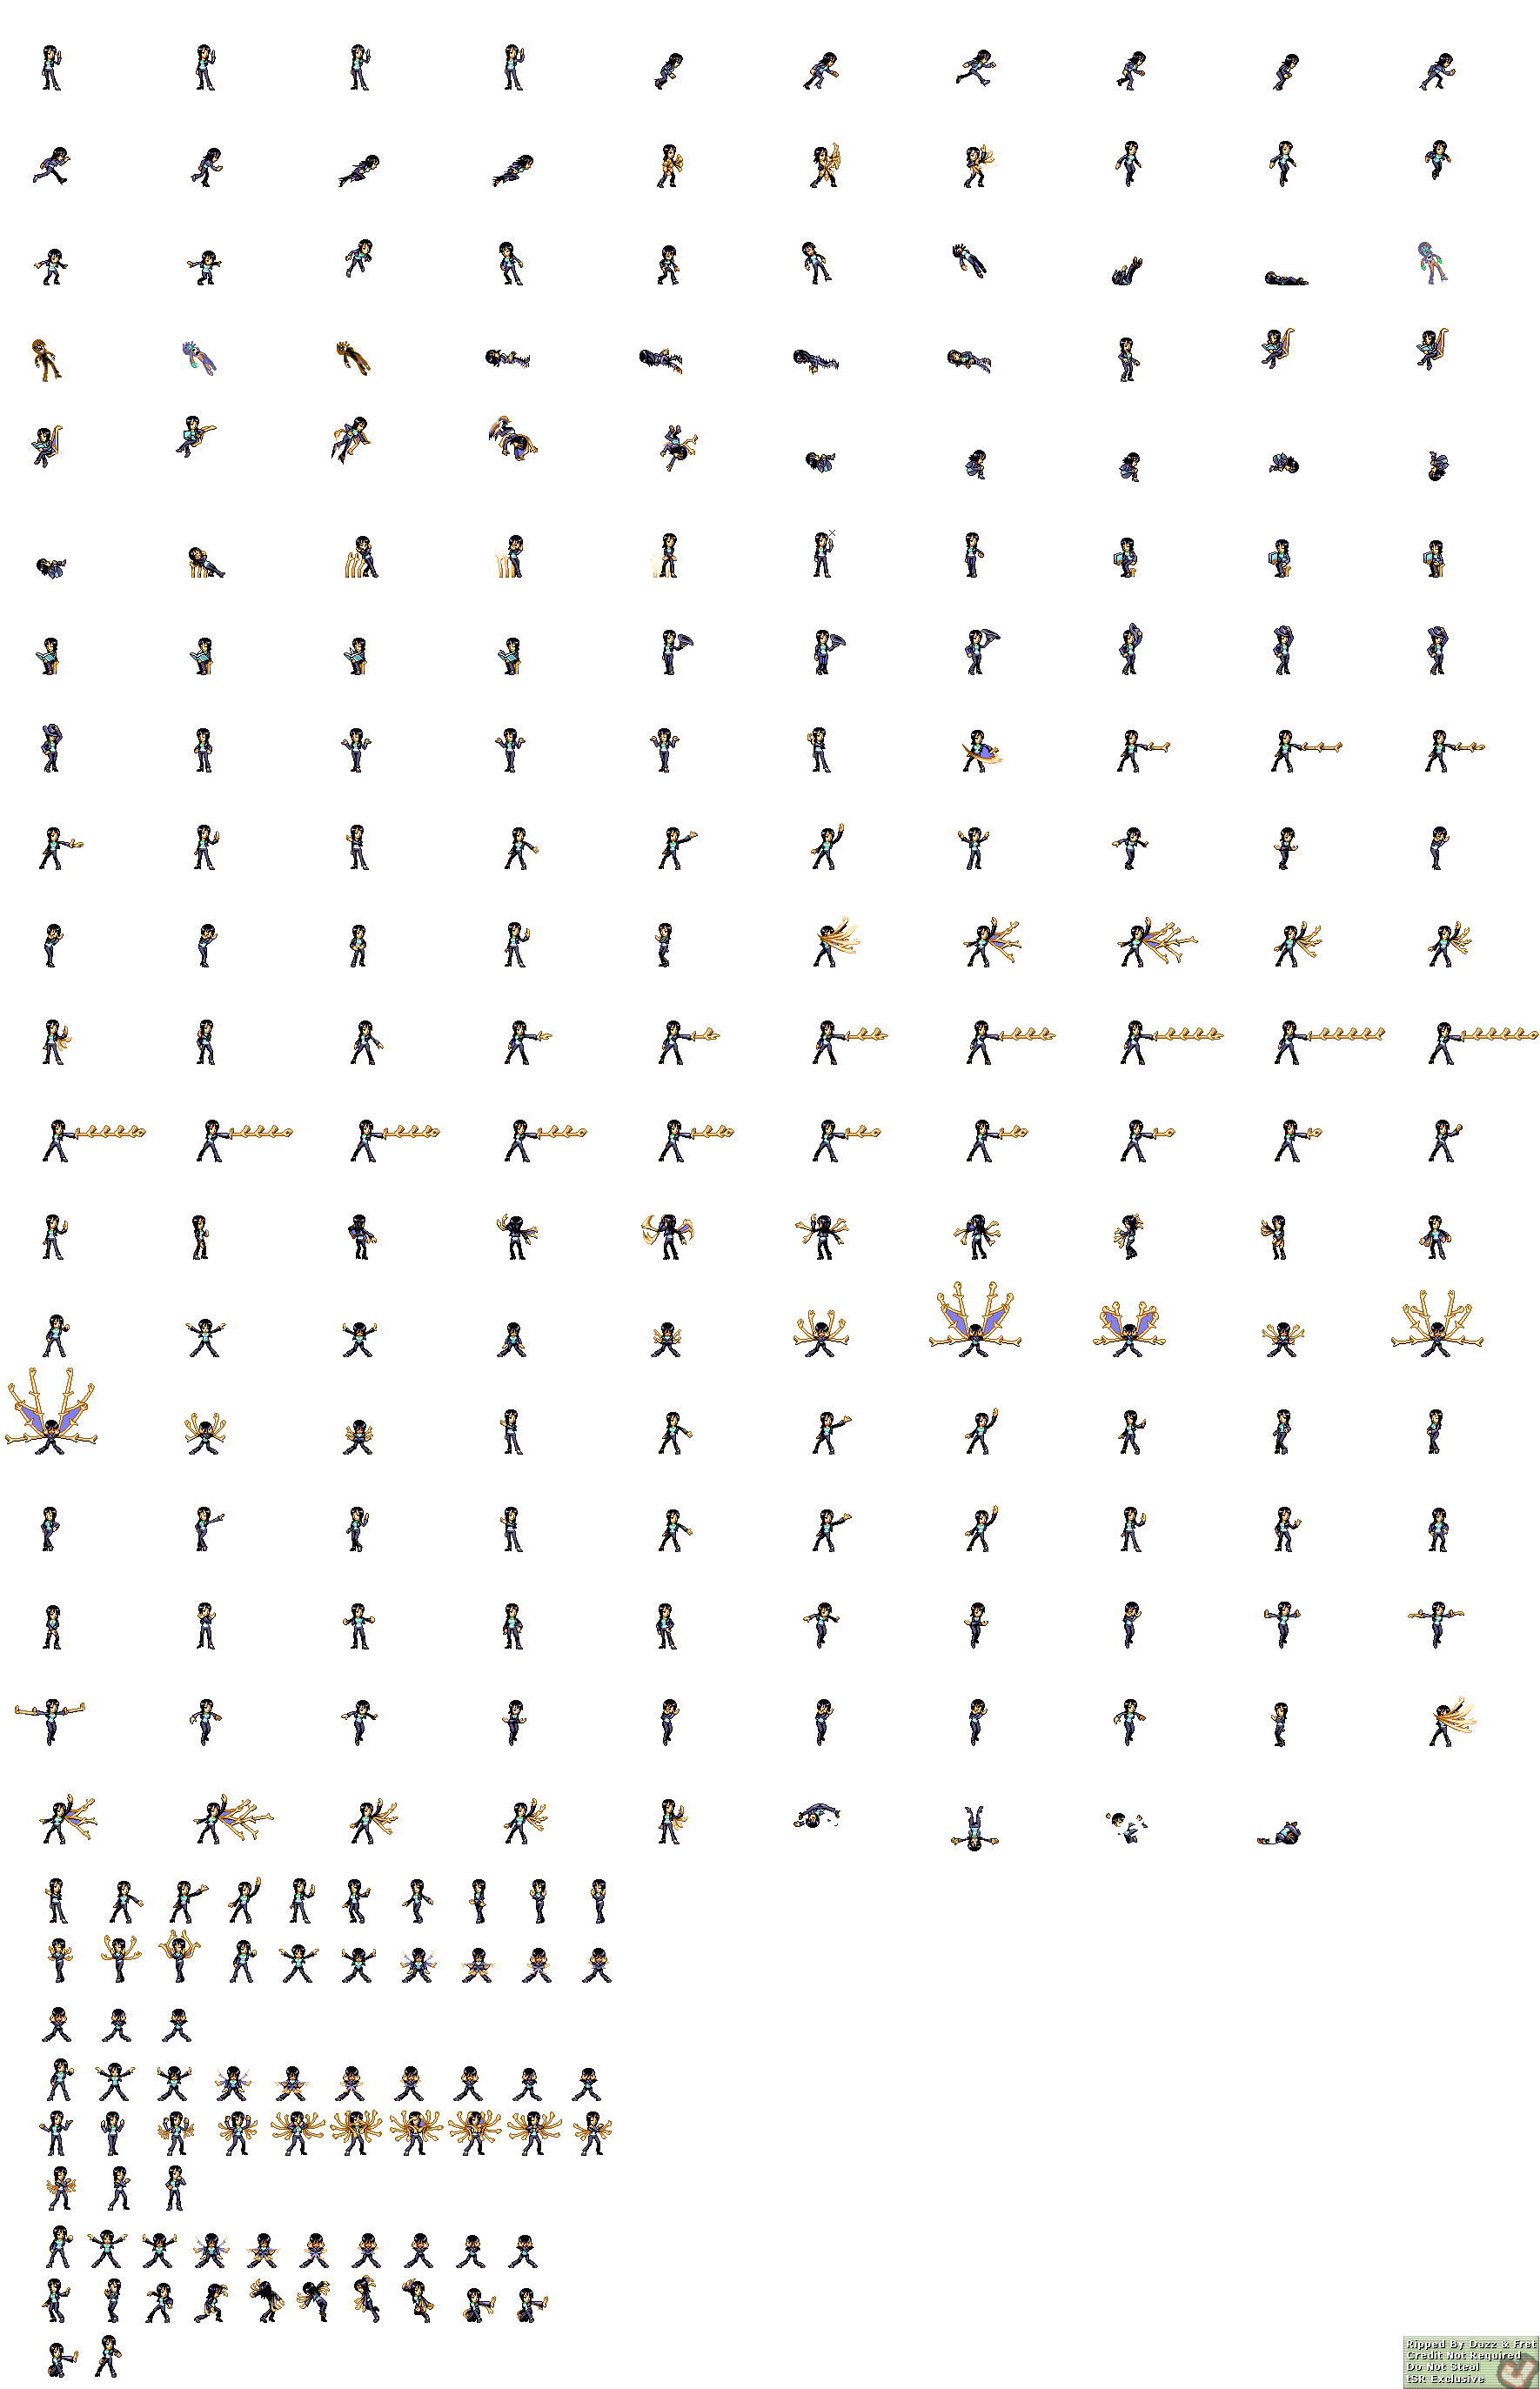 Ripped By Dazz & Fret
Credit Not Required
Do Not Steal
tSR Exclusive